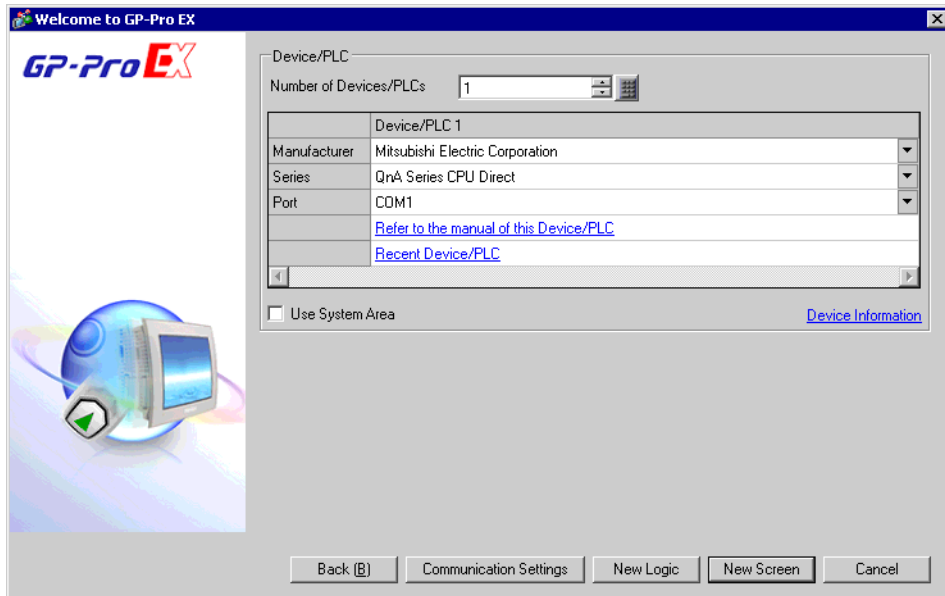 Welcome to GP-Pro EX
GP-Pro EX
Device/PLC
Number of Devices/PLCs 1
Device/PLC 1
Manufacturer Mitsubishi Electric Corporation
Series QnA Series CPU Direct
Port COM1
Refer to the manual of this Device/PLC
Recent Device/PLC
Use System Area Device Information
Back (B) Communication Settings New Logic New Screen Cancel